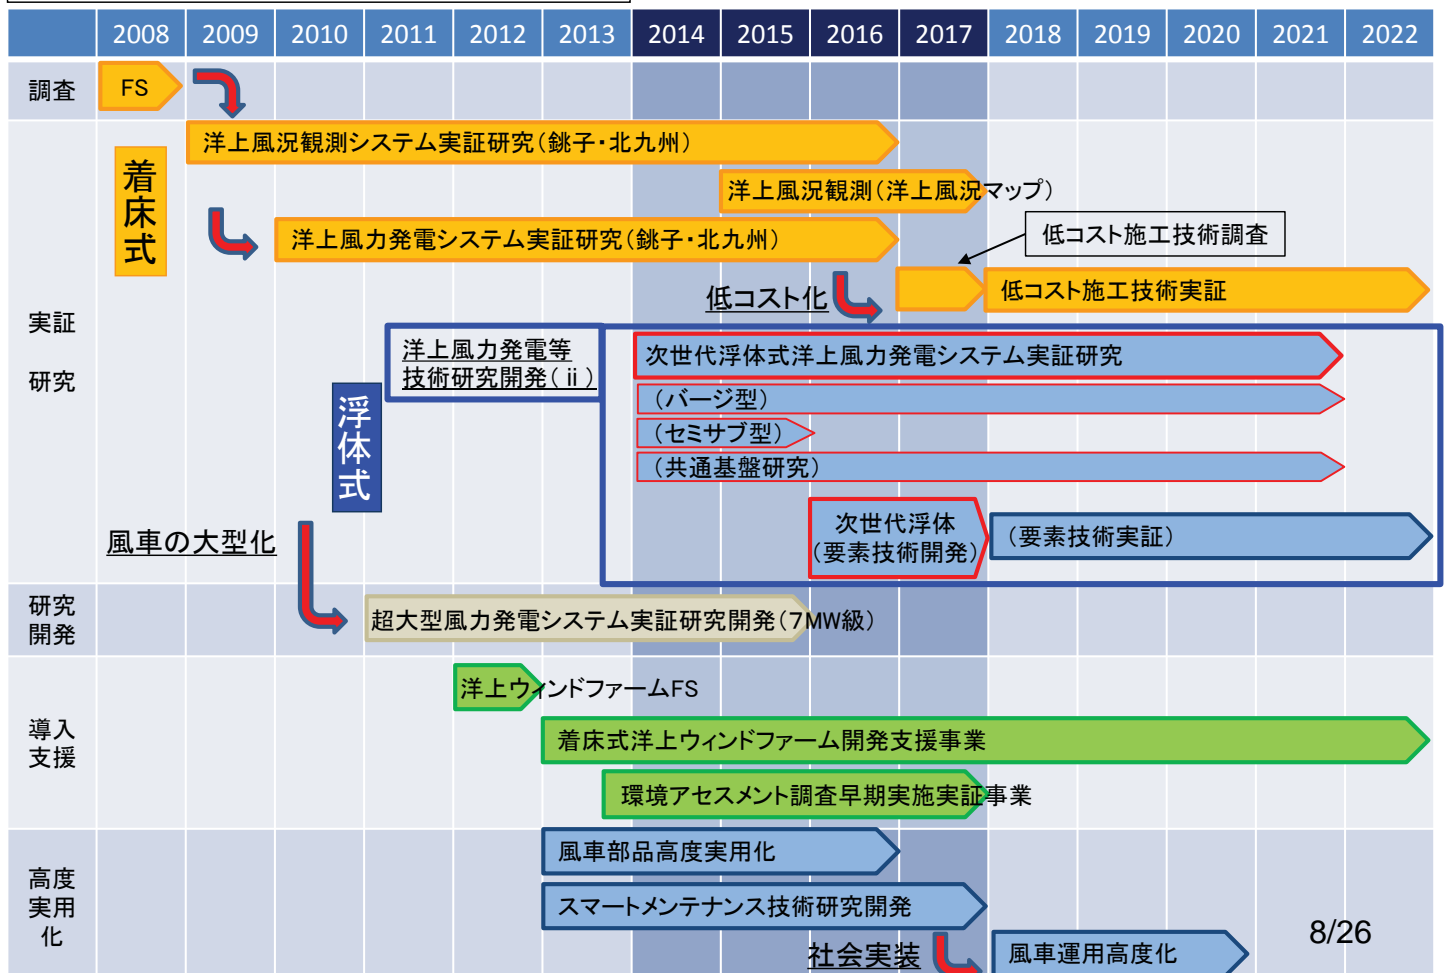 2008 2009 2010 2011 2012 2013 2014 2015 2016 2017 2018 2019 2020 2021 2022
調査
FS
洋上風況観測システム実証研究(銚子・北九州)
着床式
洋上風況観測(洋上風況マップ)
洋上風力発電システム実証研究(銚子・北九州)
低コスト施工技術調査
低コスト化
低コスト施工技術実証
実証
研究
洋上風力発電等
技術研究開発(ⅱ)
次世代浮体式洋上風力発電システム実証研究
(バージ型)
(セミサブ型)
(共通基盤研究)
浮体式
次世代浮体
(要素技術開発)
(要素技術実証)
風車の大型化
研究
開発
超大型風力発電システム実証研究開発(7MW級)
導入
支援
洋上ウィンドファームFS
着床式洋上ウィンドファーム開発支援事業
環境アセスメント調査早期実施実証事業
高度
実用
化
風車部品高度実用化
スマートメンテナンス技術研究開発
社会実装
風車運用高度化
8/26